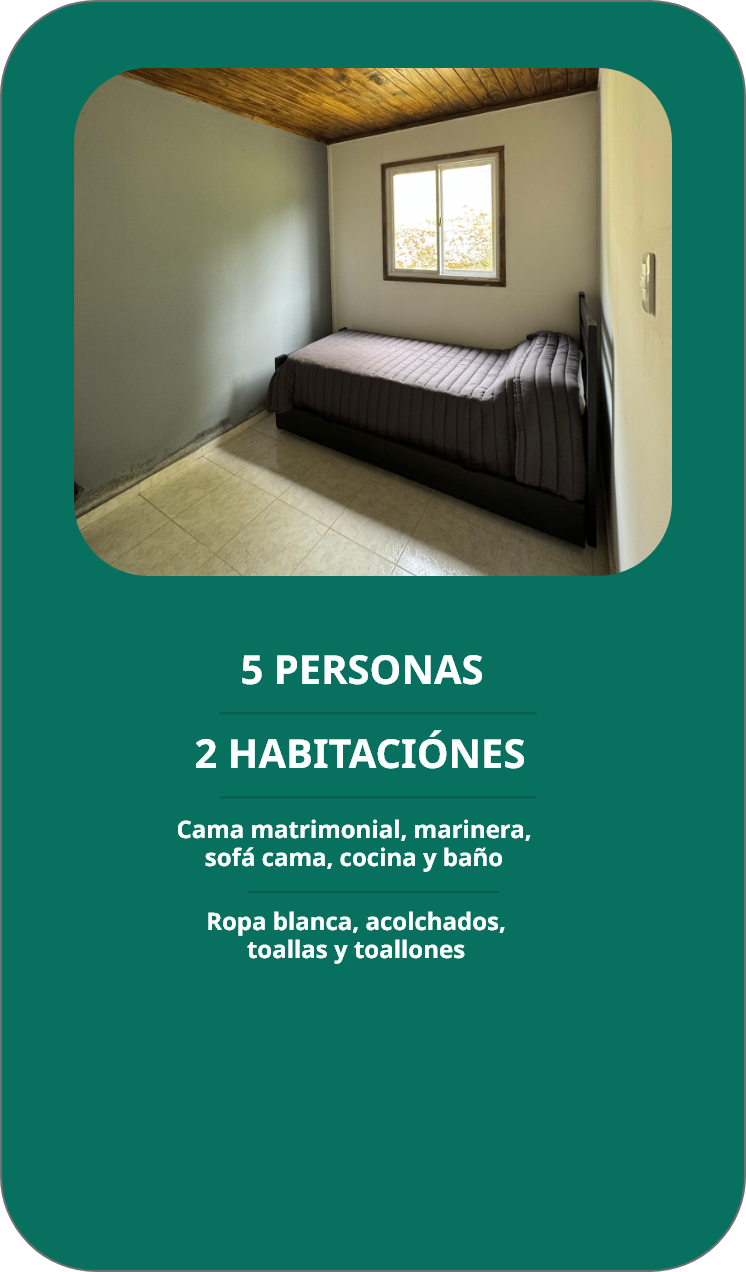 5 PERSONAS
2 HABITACIÓNES
Cama matrimonial, marinera,
sofá cama, cocina y baño
Ropa blanca, acolchados,
toallas y toallones